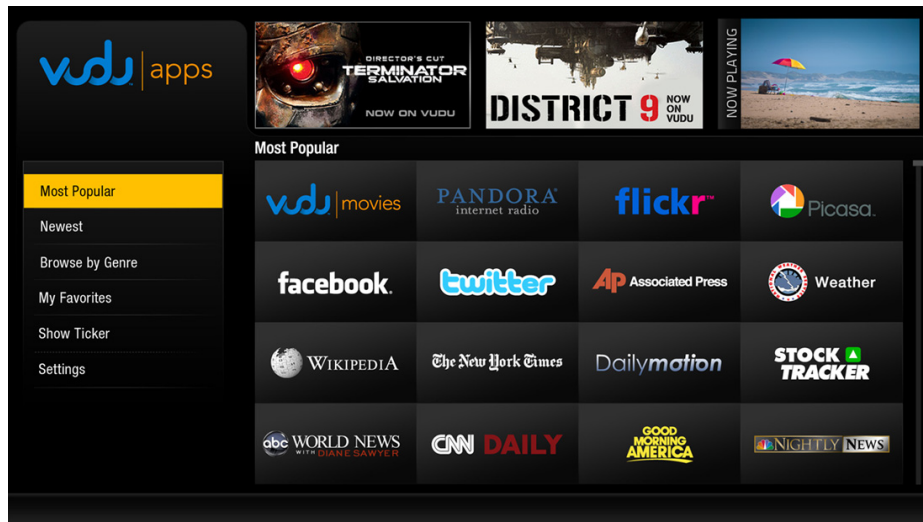 vudu | apps
DIRECTOR'S CUT
TERMINATOR
SALVATION
NOW ON VUDU
DISTRICT 9
NOW
ON
VUDU
NOW PLAYING
Most Popular
Most Popular
Newest
Browse by Genre
My Favorites
Show Ticker
Settings
vudu | movies
PANDORA®
internet radio
flickr™
Picasa™
facebook®
twitter
AP Associated Press
Weather
WIKIPEDIA
The New York Times
Dailymotion
STOCK
TRACKER
abc WORLD NEWS
WITH DIANE SAWYER
CNN DAILY
GOOD
MORNING
AMERICA
NIGHTLY NEWS